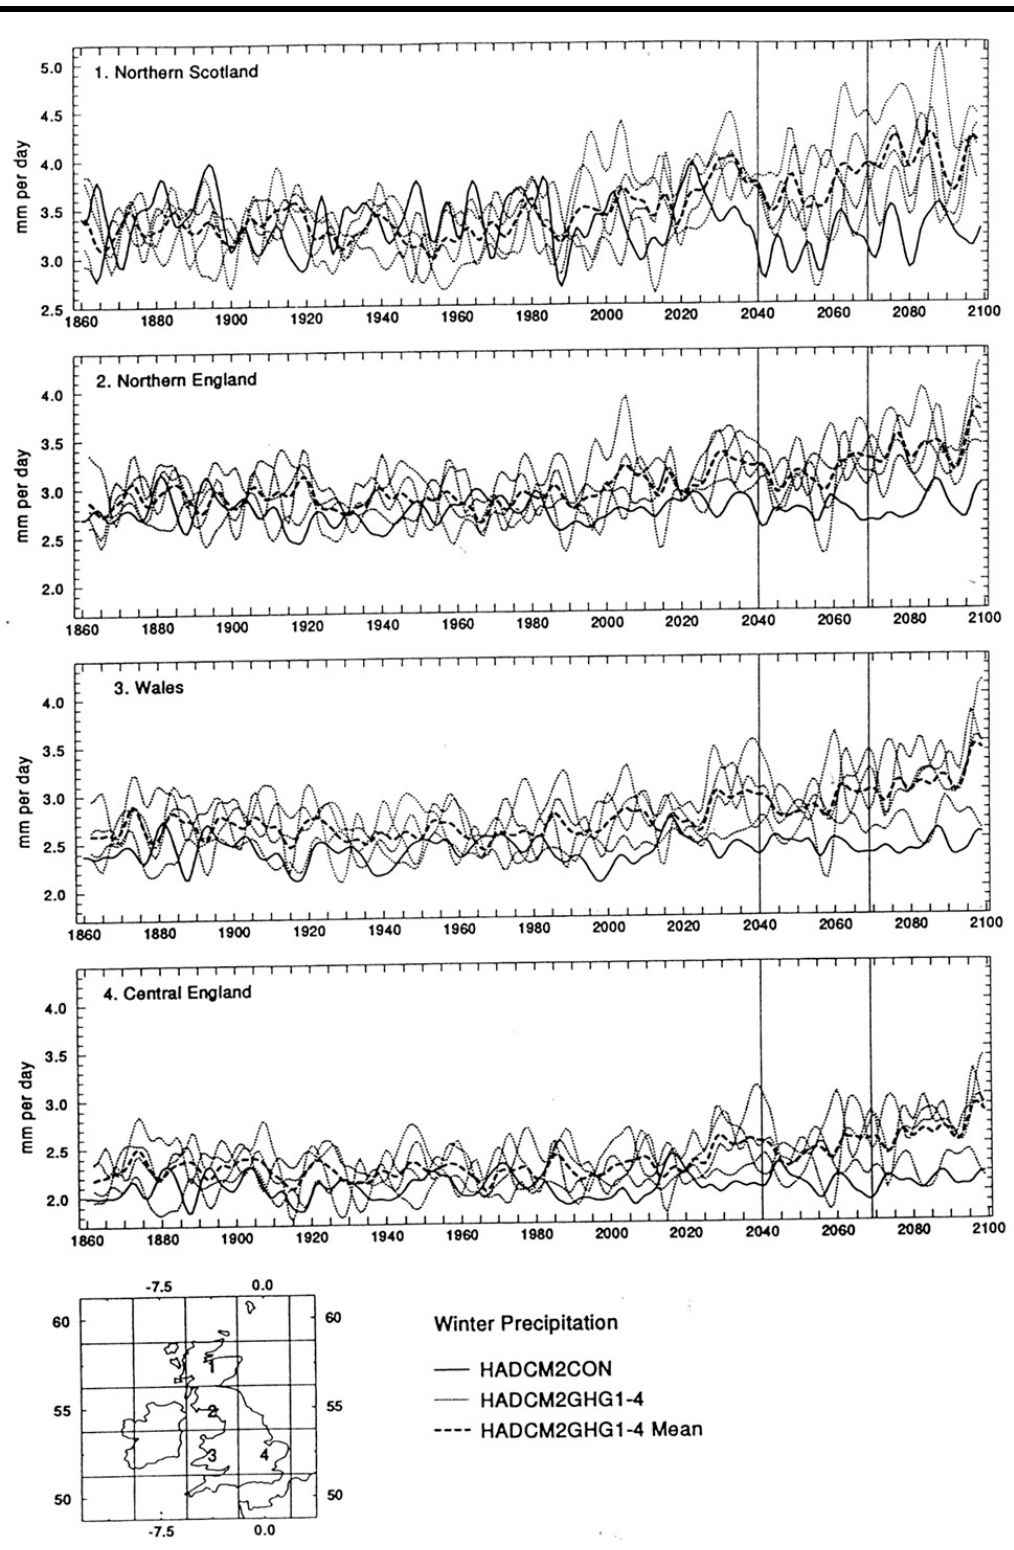 1. Northern Scotland
5.0
4.5
4.0
3.5
3.0
2.5
mm per day
1860 1880 1900 1920 1940 1960 1980 2000 2020 2040 2060 2080 2100
2. Northern England
4.0
3.5
3.0
2.5
2.0
mm per day
1860 1880 1900 1920 1940 1960 1980 2000 2020 2040 2060 2080 2100
3. Wales
4.0
3.5
3.0
2.5
2.0
mm per day
1860 1880 1900 1920 1940 1960 1980 2000 2020 2040 2060 2080 2100
4. Central England
4.0
3.5
3.0
2.5
2.0
mm per day
1860 1880 1900 1920 1940 1960 1980 2000 2020 2040 2060 2080 2100
-7.5 0.0
60 60
1
55 55
2
3 4
50 50
-7.5 0.0
Winter Precipitation
HADCM2CON
HADCM2GHG1-4
HADCM2GHG1-4 Mean